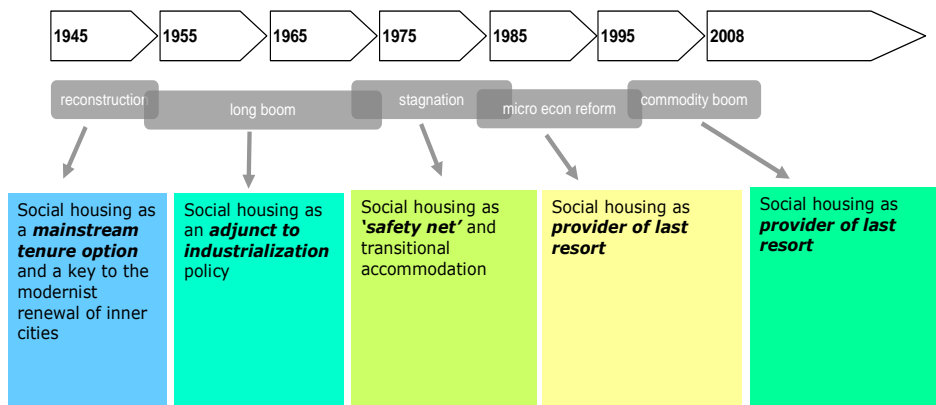 1945
1955
1965
1975
1985
1995
2008
reconstruction
long boom
stagnation
micro econ reform
commodity boom
Social housing as
a mainstream
tenure option
and a key to the
modernist
renewal of inner
cities
Social housing as
an adjunct to
industrialization
policy
Social housing as
‘safety net’ and
transitional
accommodation
Social housing as
provider of last
resort
Social housing as
provider of last
resort